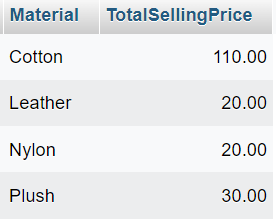 Material TotalSellingPrice
Cotton 110.00
Leather 20.00
Nylon 20.00
Plush 30.00